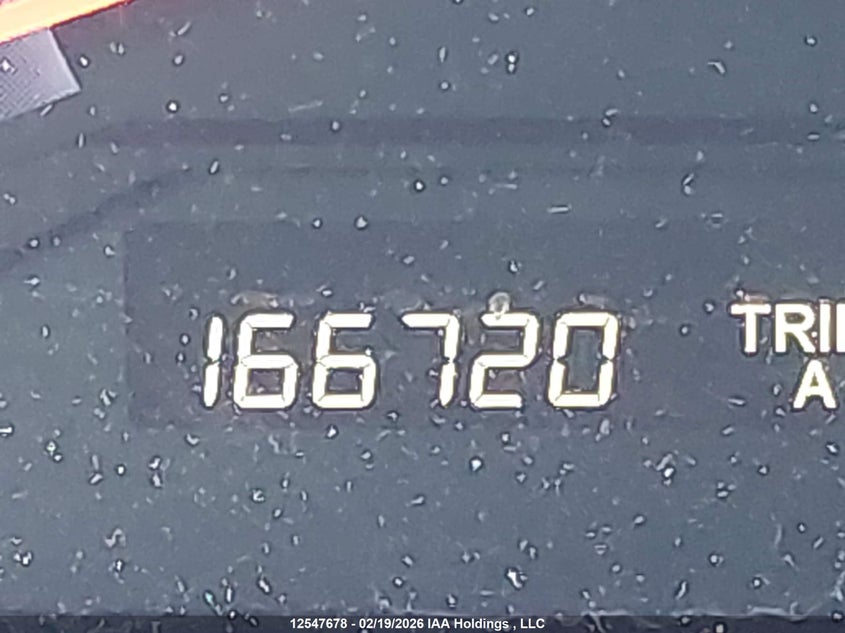 166720
TRIP
A
12547678 - 02/19/2026 IAA Holdings , LLC